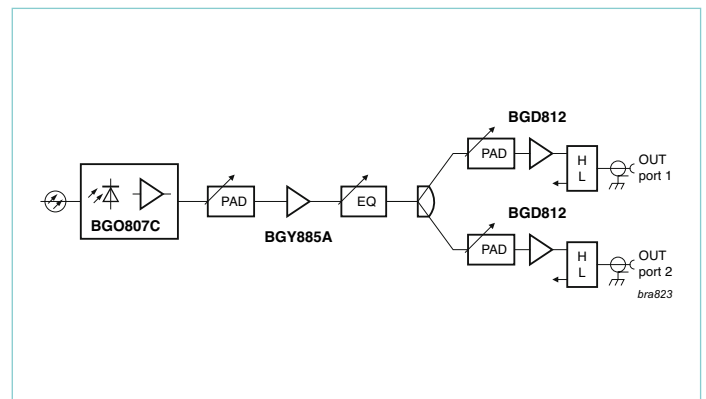 BGO807C
PAD
BGY885A
EQ
BGD812
PAD
H
L
OUT
port 1
BGD812
PAD
H
L
OUT
port 2
bra823